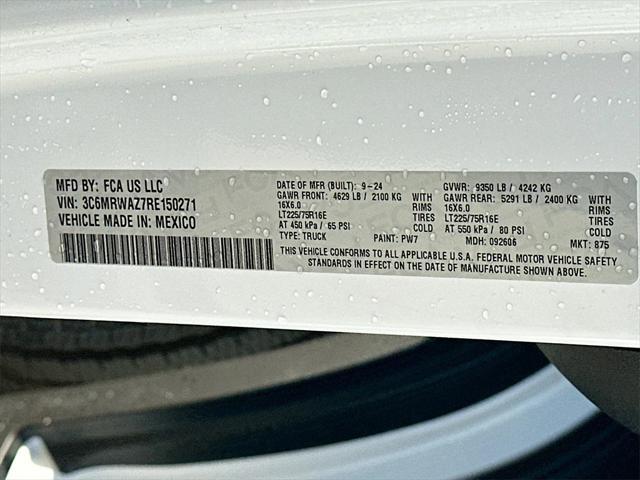 MFD BY: FCA US LLC
VIN: 3C6MRWAZ7RE150271
VEHICLE MADE IN: MEXICO
DATE OF MFR (BUILT): 9-24 GVWR: 9350 LB / 4242 KG
GAWR FRONT: 4629 LB / 2100 KG WITH GAWR REAR: 5291 LB / 2400 KG WITH
16X6.0 RIMS 16X6.0 RIMS
LT225/75R16E TIRES LT225/75R16E TIRES
AT 450 kPa / 65 PSI COLD AT 550 kPa / 80 PSI COLD
TYPE: TRUCK PAINT: PW7 MDH: 092606 MKT: 875
THIS VEHICLE CONFORMS TO ALL APPLICABLE U.S.A. FEDERAL MOTOR VEHICLE SAFETY
STANDARDS IN EFFECT ON THE DATE OF MANUFACTURE SHOWN ABOVE.